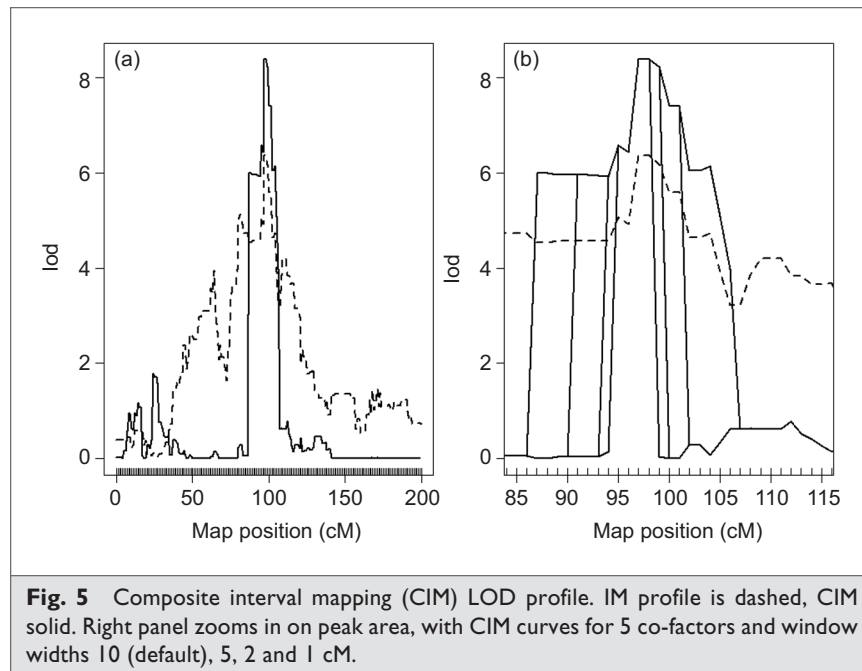 (a)
(b)
lod
8
6
4
2
0
0 50 100 150 200
Map position (cM)
lod
8
6
4
2
0
85 90 95 100 105 110 115
Map position (cM)
Fig. 5 Composite interval mapping (CIM) LOD profile. IM profile is dashed, CIM
solid. Right panel zooms in on peak area, with CIM curves for 5 co-factors and window
widths 10 (default), 5, 2 and 1 cM.